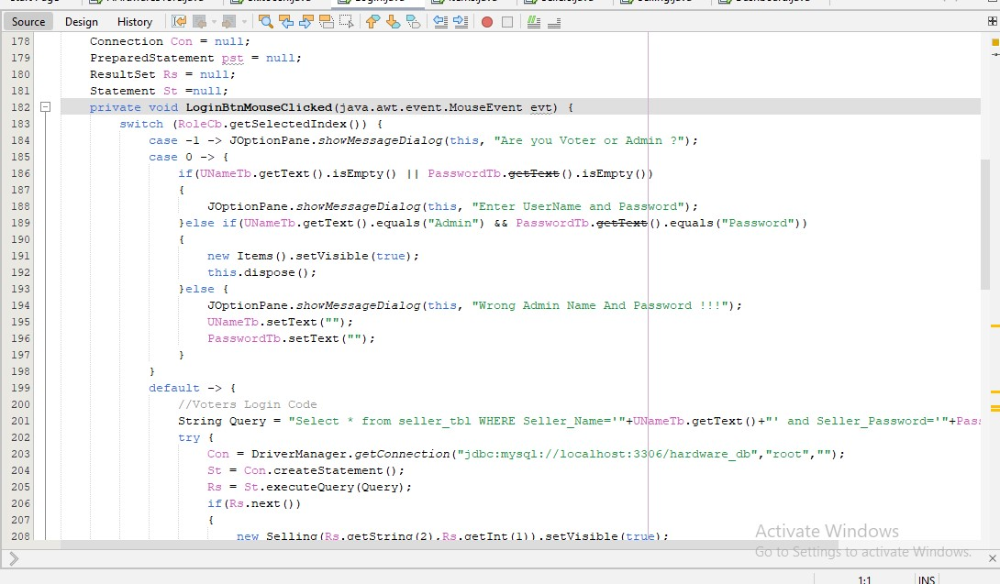 Source Design History
178 Connection Con = null;
179 PreparedStatement pst = null;
180 ResultSet Rs = null;
181 Statement St =null;
182 private void LoginBtnMouseClicked(java.awt.event.MouseEvent evt) {
183 switch (RoleCb.getSelectedIndex()) {
184 case -1 -> JOptionPane.showMessageDialog(this, "Are you Voter or Admin ?");
185 case 0 -> {
186 if(UNameTb.getText().isEmpty() || PasswordTb.getText().isEmpty())
187 {
188 JOptionPane.showMessageDialog(this, "Enter UserName and Password");
189 }else if(UNameTb.getText().equals("Admin") && PasswordTb.getText().equals("Password"))
190 {
191 new Items().setVisible(true);
192 this.dispose();
193 }else {
194 JOptionPane.showMessageDialog(this, "Wrong Admin Name And Password !!!");
195 UNameTb.setText("");
196 PasswordTb.setText("");
197 }
198 }
199 default -> {
200 //Voters Login Code
201 String Query = "Select * from seller_tbl WHERE Seller_Name='"+UNameTb.getText()+"' and Seller_Password='"+Pass
202 try {
203 Con = DriverManager.getConnection("jdbc:mysql://localhost:3306/hardware_db","root","");
204 St = Con.createStatement();
205 Rs = St.executeQuery(Query);
206 if(Rs.next())
207 {
208 new Selling(Rs.getString(2),Rs.getInt(1)).setVisible(true);
Activate Windows
Go to Settings to activate Windows.
1:1 INS